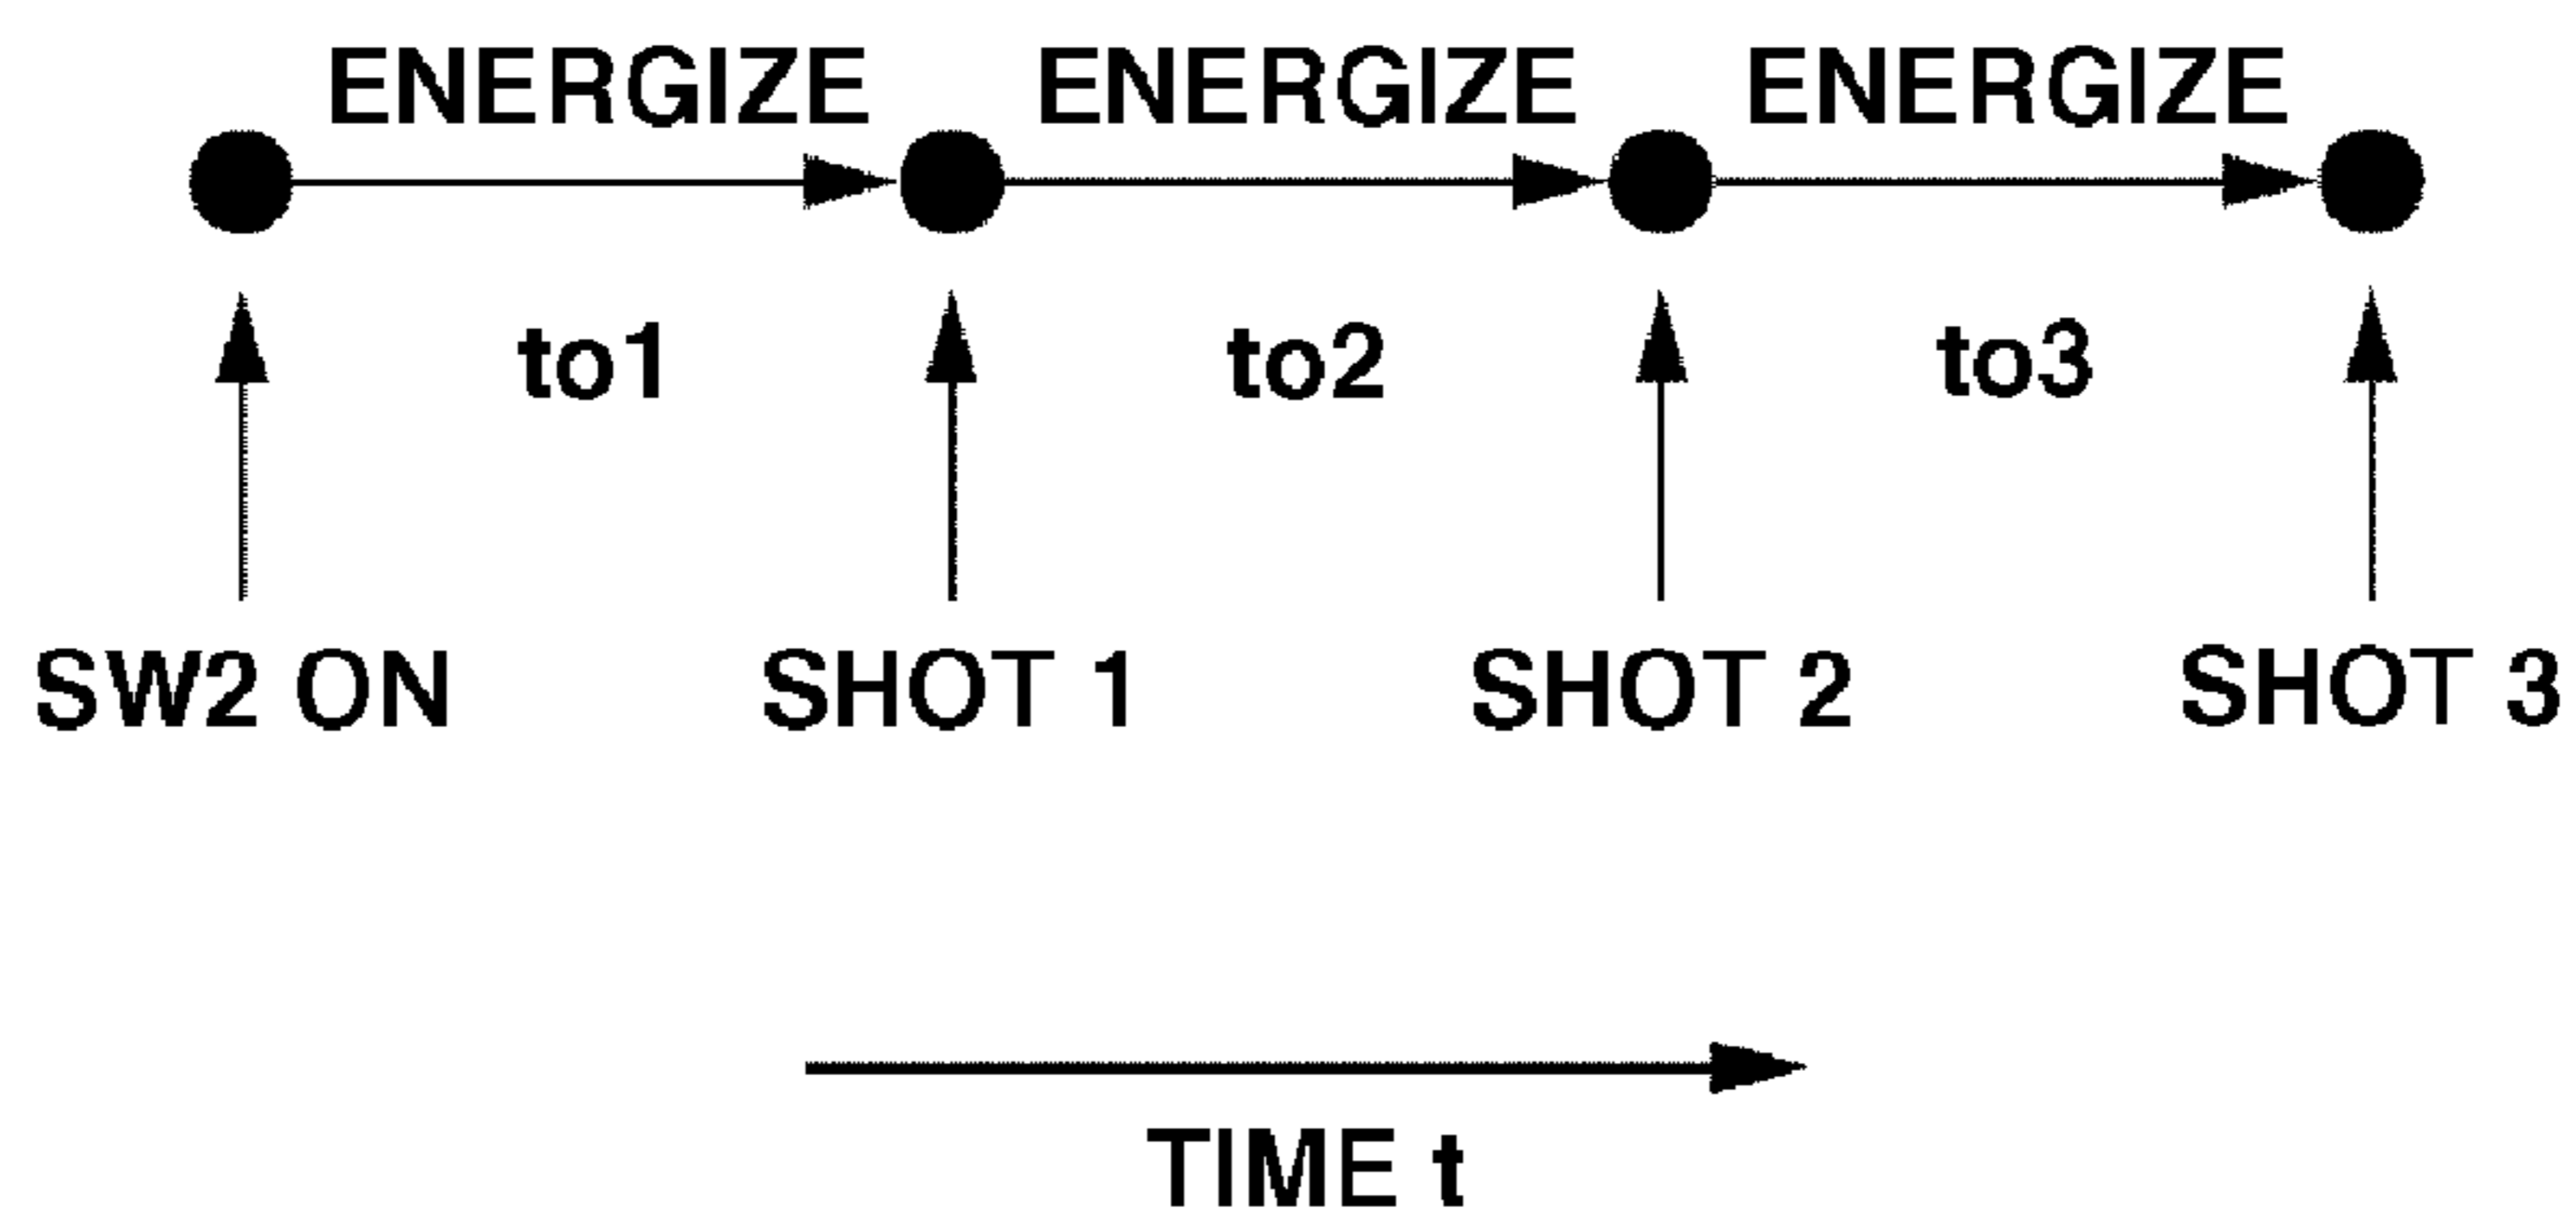 ENERGIZE ENERGIZE ENERGIZE
to1 to2 to3
SW2 ON SHOT 1 SHOT 2 SHOT 3
TIME t